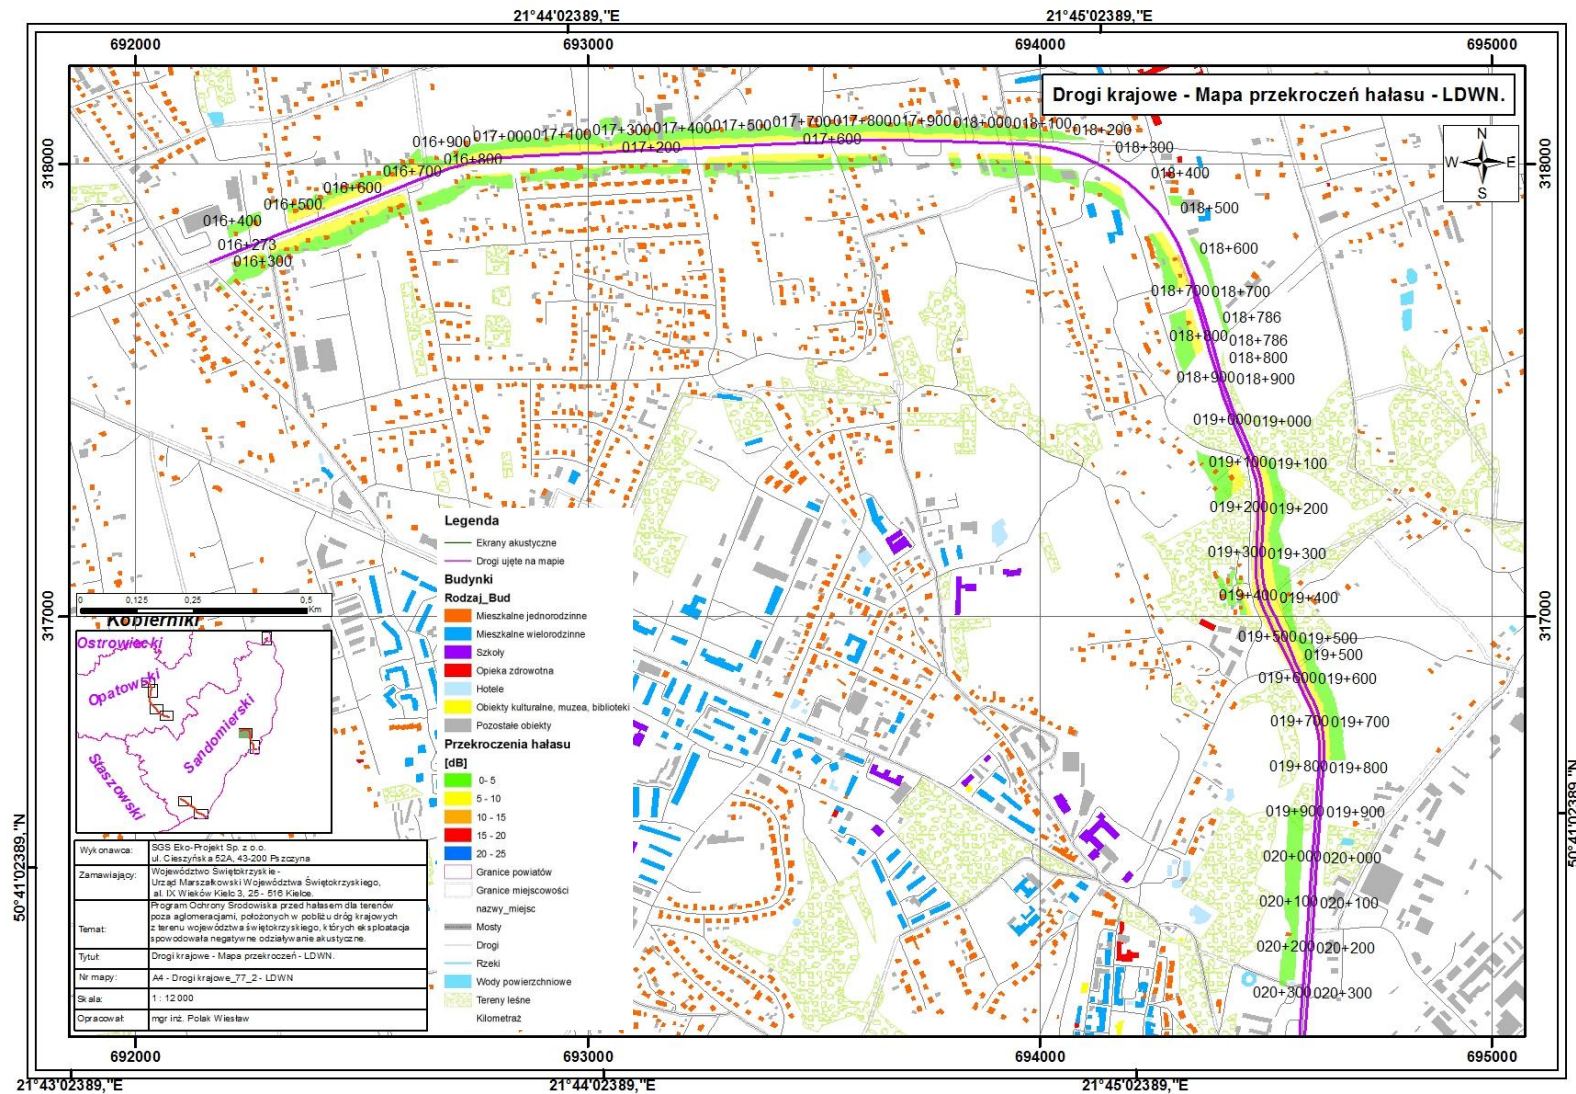 21°44'02389,"E
21°45'02389,"E
692000
693000
694000
695000
Drogi krajowe - Mapa przekroczeń hałasu - LDWN.
N
W
E
S
318000
318000
016+900
017+000
017+100
017+300
017+400
017+500
017+700
017+800
017+900
018+000
018+100
018+200
016+800
017+200
017+600
018+300
016+700
018+400
016+600
016+500
018+500
016+400
016+273
018+600
016+300
018+700
018+700
018+786
018+800
018+786
018+800
018+900
018+900
019+000
019+000
019+100
019+100
019+200
019+200
019+300
019+300
019+400
019+400
019+500
019+500
019+500
019+600
019+600
019+700
019+700
019+800
019+800
019+900
019+900
020+000
020+000
020+100
020+100
020+200
020+200
020+300
020+300
317000
317000
Legenda
Ekrany akustyczne
Drogi ujęte na mapie
Budynki
Rodzaj_Bud
Mieszkalne jednorodzinne
Mieszkalne wielorodzinne
Szkoły
Opieka zdrowotna
Hotele
Obiekty kulturalne, muzea, biblioteki
Pozostałe obiekty
Przekroczenia hałasu
[dB]
0- 5
5 - 10
10 - 15
15 - 20
20 - 25
Granice powiatów
Granice miejscowości
nazwy_miejsc
Mosty
Drogi
Rzeki
Wody powierzchniowe
Tereny leśne
Kilometraż
0
0,125
0,25
0,5
Km
Kobierniki
Ostrowiecki
Opatowski
Sandomierski
Staszowski
Wykonawca:
SGS Eko-Projekt Sp. z o.o.
ul. Cieszyńska 52A, 43-200 Pszczyna
Zamawiający:
Województwo Świętokrzyskie -
Urząd Marszałkowski Województwa Świętokrzyskiego,
al. IX Wieków Kielc 3, 25 - 516 Kielce.
Temat:
Program Ochrony Środowiska przed hałasem dla terenów
poza aglomeracjami, położonych w pobliżu dróg krajowych
z terenu województwa świętokrzyskiego, których eksploatacja
spowodowała negatywne odziaływanie akustyczne.
Tytuł:
Drogi krajowe - Mapa przekroczeń - LDWN.
Nr mapy:
A4 - Drogi krajowe_77_2 - LDWN
Skala:
1 : 12 000
Opracował:
mgr inż. Polak Wiesław
50°41'02389,"N
50°41'02389,"N
692000
693000
694000
695000
21°43'02389,"E
21°44'02389,"E
21°45'02389,"E